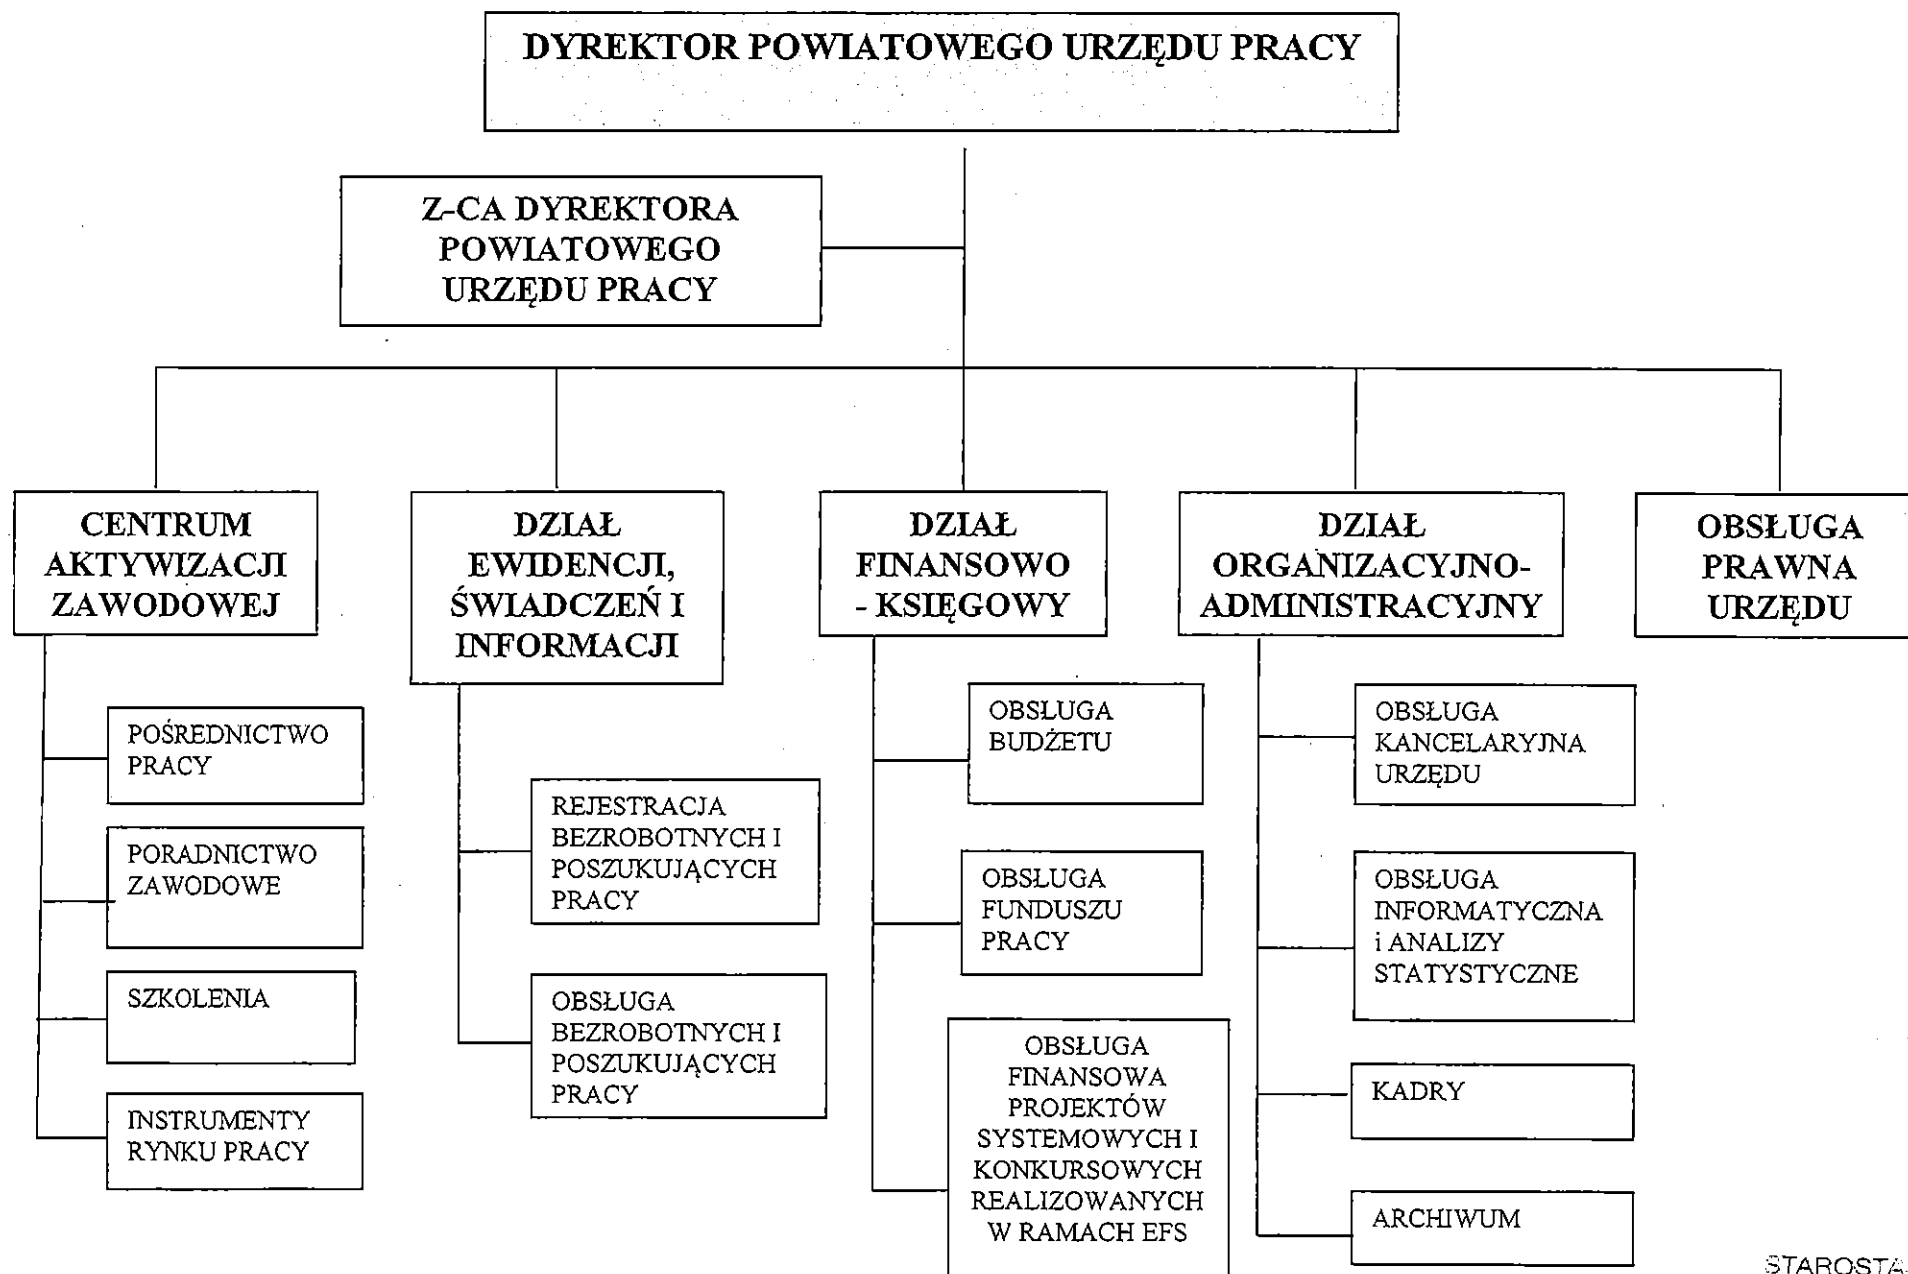 DYREKTOR POWIATOWEGO URZĘDU PRACY
Z-CA DYREKTORA
POWIATOWEGO
URZĘDU PRACY
CENTRUM
AKTYWIZACJI
ZAWODOWEJ
POŚREDNICTWO
PRACY
PORADNICTWO
ZAWODOWE
SZKOLENIA
INSTRUMENTY
RYNKU PRACY
DZIAŁ
EWIDENCJI,
ŚWIADCZEŃ I
INFORMACJI
REJESTRACJA
BEZROBOTNYCH I
POSZUKUJĄCYCH
PRACY
OBSŁUGA
BEZROBOTNYCH I
POSZUKUJĄCYCH
PRACY
DZIAŁ
FINANSOWO
- KSIĘGOWY
OBSŁUGA
BUDŻETU
OBSŁUGA
FUNDUSZU
PRACY
OBSŁUGA
FINANSOWA
PROJEKTÓW
SYSTEMOWYCH I
KONKURSOWYCH
REALIZOWANYCH
W RAMACH EFS
DZIAŁ
ORGANIZACYJNO-
ADMINISTRACYJNY
OBSŁUGA
KANCELARYJNA
URZĘDU
OBSŁUGA
INFORMATYCZNA
i ANALIZY
STATYSTYCZNE
KADRY
ARCHIWUM
OBSŁUGA
PRAWNA
URZĘDU
STAROSTA